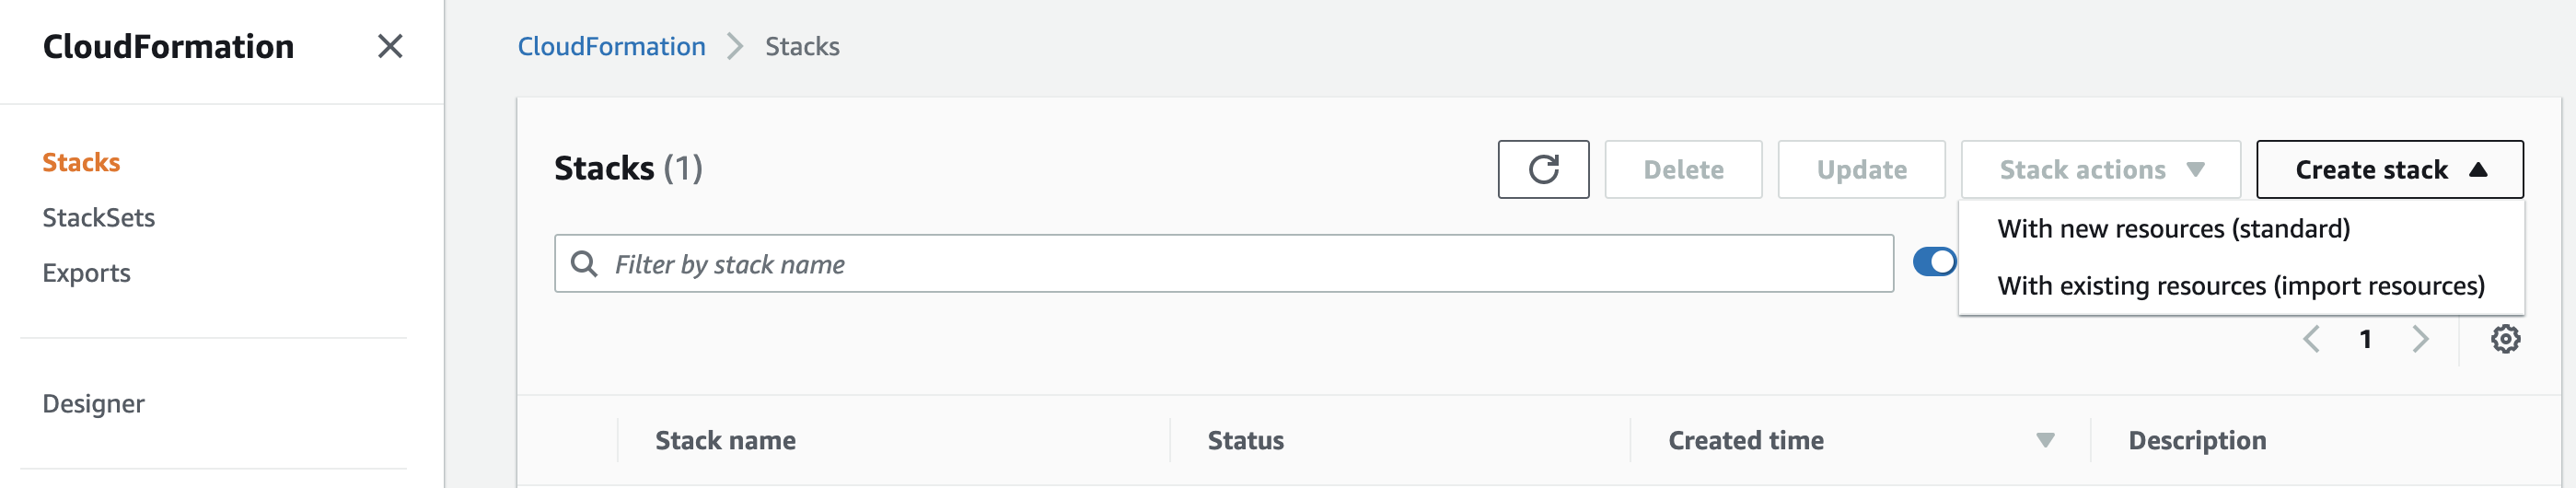 CloudFormation
Stacks
StackSets
Exports
Designer
CloudFormation Stacks
Stacks (1)
Delete Update Stack actions Create stack
With new resources (standard)
With existing resources (import resources)
Filter by stack name
1
Stack name Status Created time Description